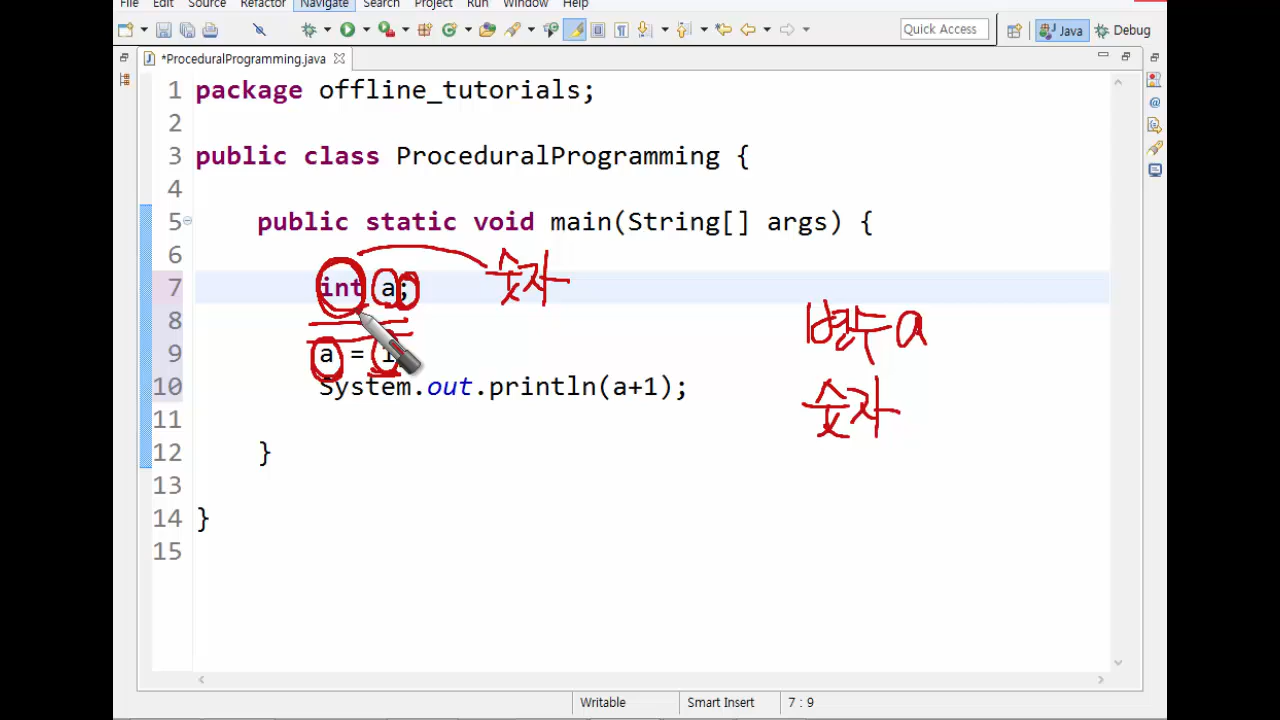 File Edit Source Refactor Navigate Search Project Run Window Help
Quick Access Java Debug
*ProceduralProgramming.java
1 package offline_tutorials;
2
3 public class ProceduralProgramming {
4
5 public static void main(String[] args) {
6
숫자
7 int a;
8
변수 a
9 a = 1
10 System.out.println(a+1);
숫자
11
12 }
13
14 }
15
Writable Smart Insert 7 : 9